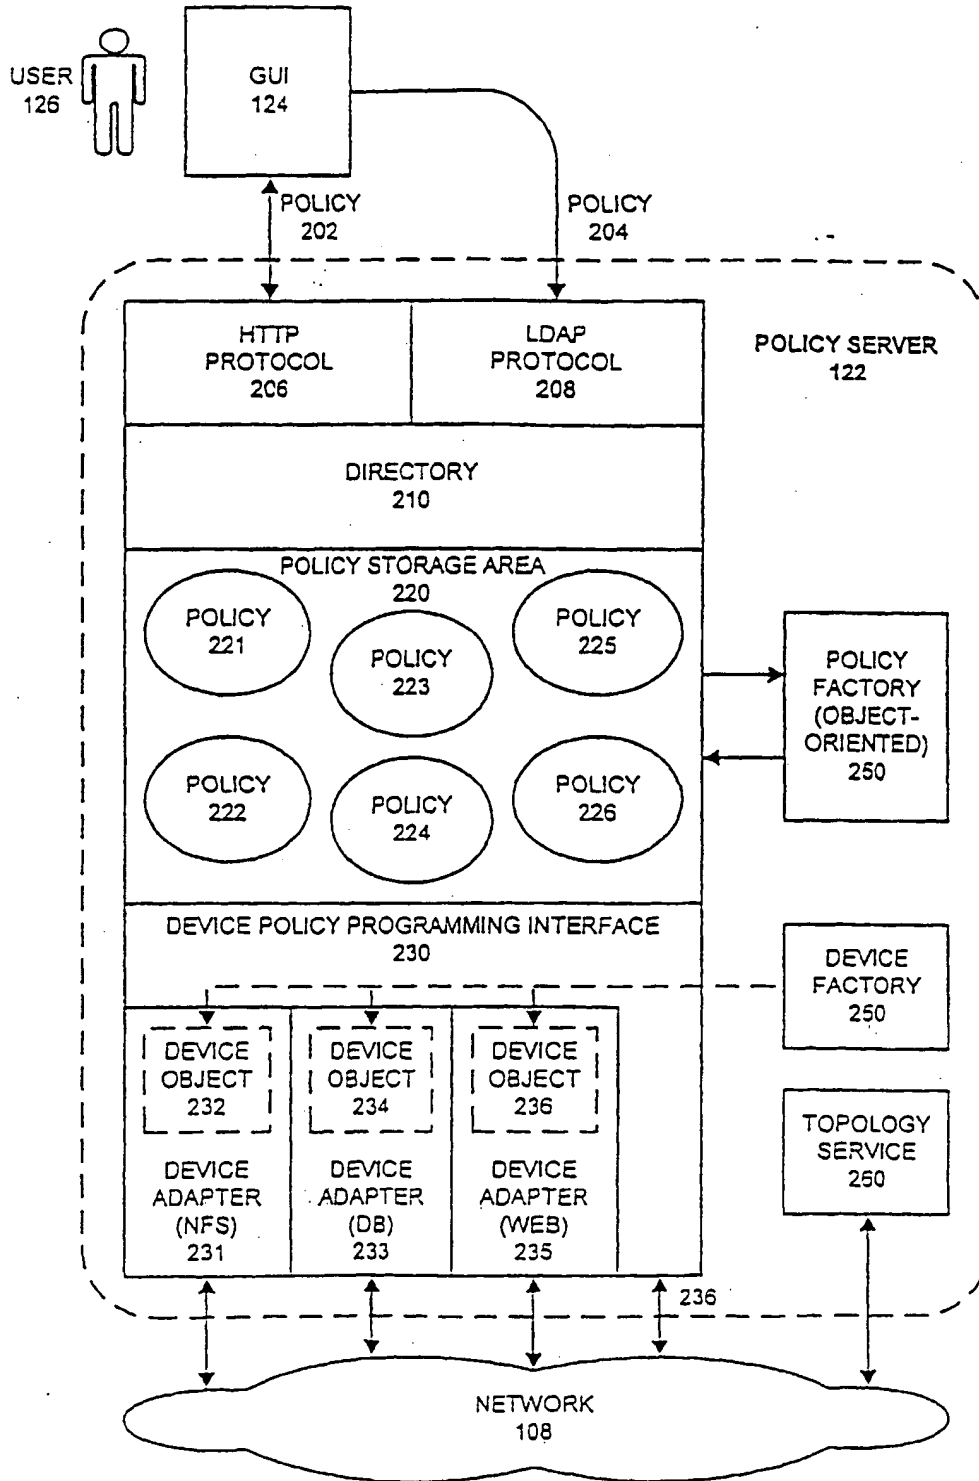 USER
126
GUI
124
POLICY
202
POLICY
204
POLICY SERVER
122
HTTP
PROTOCOL
206
LDAP
PROTOCOL
208
DIRECTORY
210
POLICY STORAGE AREA
220
POLICY
221
POLICY
223
POLICY
225
POLICY
222
POLICY
224
POLICY
226
POLICY
FACTORY
(OBJECT-
ORIENTED)
250
DEVICE POLICY PROGRAMMING INTERFACE
230
DEVICE
FACTORY
250
DEVICE
OBJECT
232
DEVICE
OBJECT
234
DEVICE
OBJECT
236
DEVICE
ADAPTER
(NFS)
231
DEVICE
ADAPTER
(DB)
233
DEVICE
ADAPTER
(WEB)
235
TOPOLOGY
SERVICE
260
236
NETWORK
108